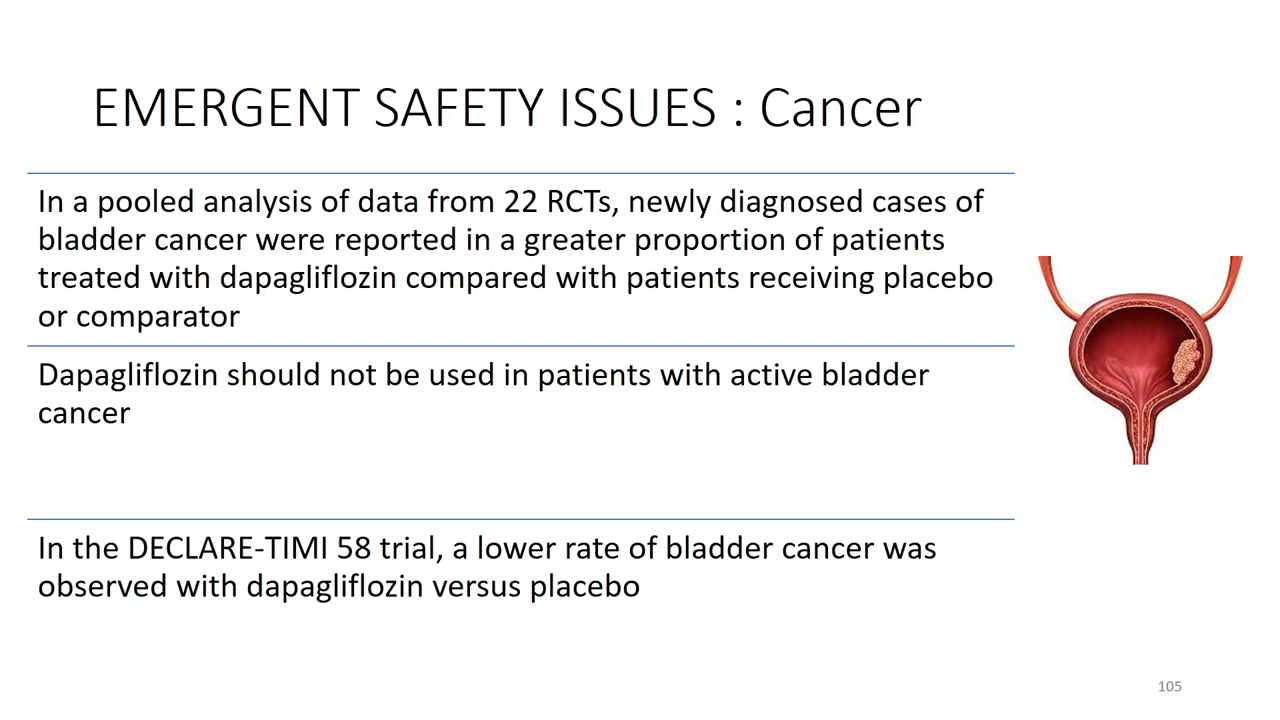 EMERGENT SAFETY ISSUES : Cancer
In a pooled analysis of data from 22 RCTs, newly diagnosed cases of
bladder cancer were reported in a greater proportion of patients
treated with dapagliflozin compared with patients receiving placebo
or comparator
Dapagliflozin should not be used in patients with active bladder
cancer
In the DECLARE-TIMI 58 trial, a lower rate of bladder cancer was
observed with dapagliflozin versus placebo
105